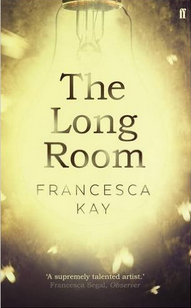 ff
The
Long
Room
FRANCESCA
KAY
‘A supremely talented artist.’
Francesca Segal, Observer